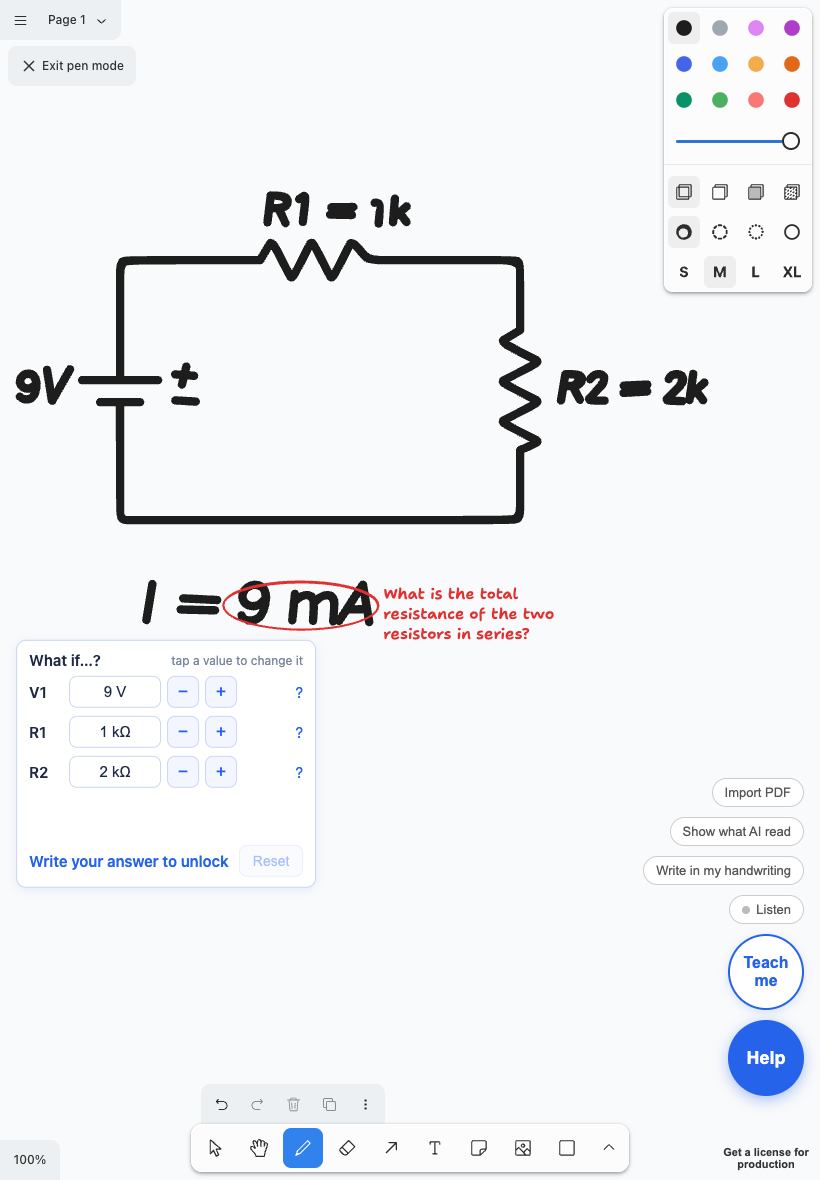 Page 1
Exit pen mode
R1 = 1k
S M L XL
9V
+
−
R2 = 2k
I = 9 mA
What is the total
resistance of the two
resistors in series?
What if...? tap a value to change it
V1 9 V − + ?
R1 1 kΩ − + ?
R2 2 kΩ − + ?
Write your answer to unlock Reset
Import PDF
Show what AI read
Write in my handwriting
Listen
Teach
me
Help
T
100%
Get a license for
production